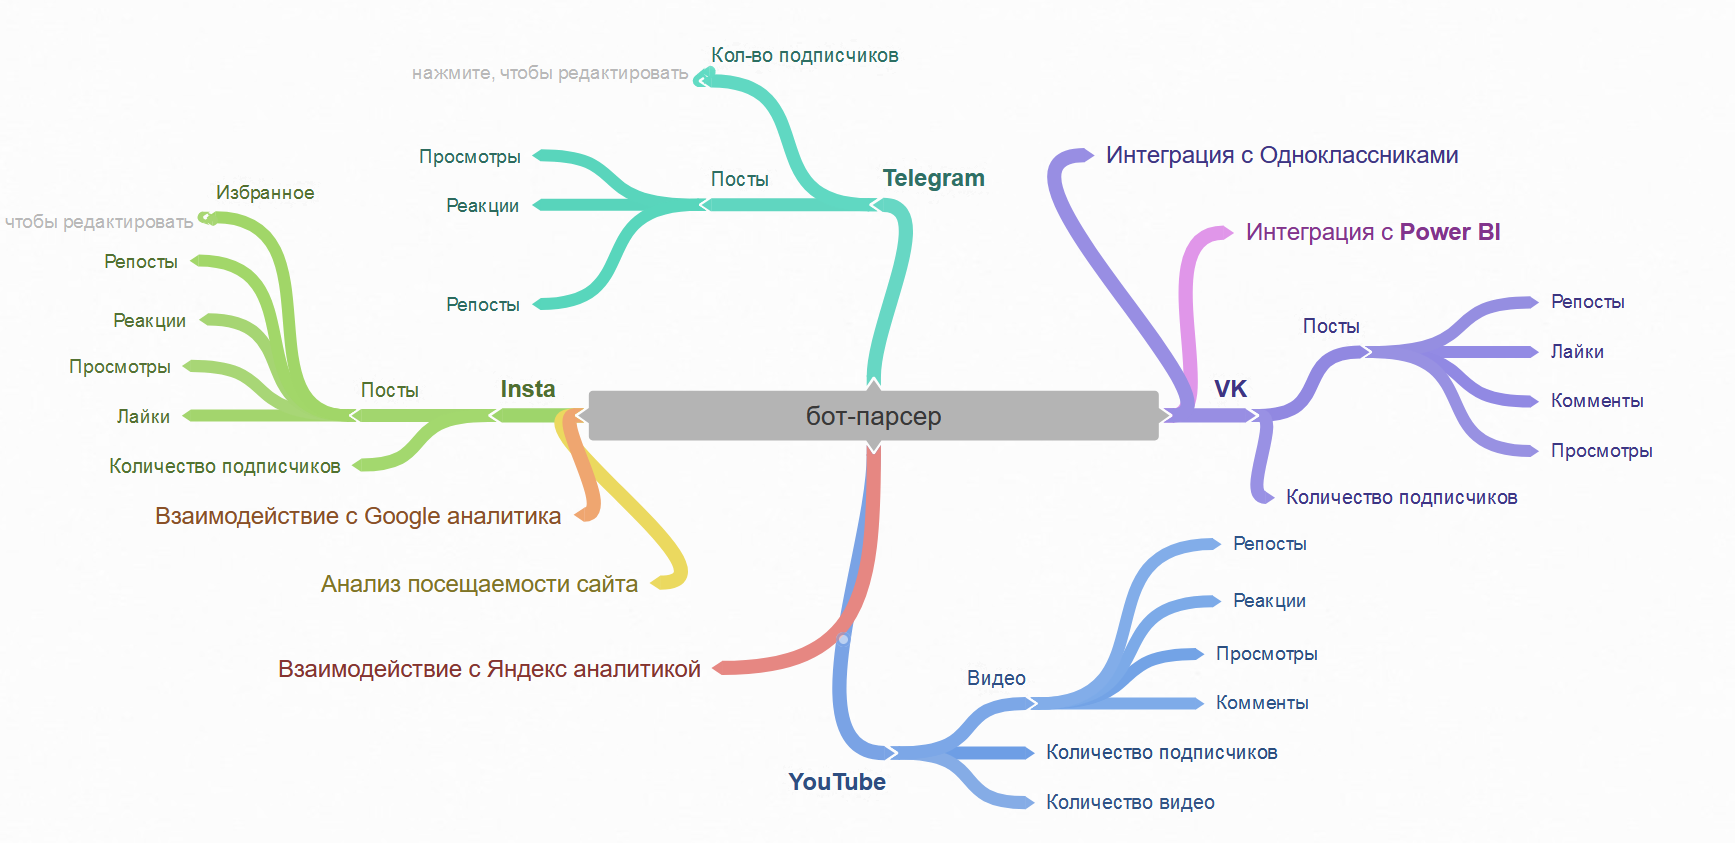 Кол-во подписчиков
нажмите, чтобы редактировать
Просмотры
Посты
Telegram
Реакции
Репосты
Избранное
чтобы редактировать
Репосты
Реакции
Просмотры
Посты
Insta
Лайки
Количество подписчиков
бот-парсер
Интеграция с Одноклассниками
Интеграция с Power BI
Репосты
Посты
Лайки
VK
Комменты
Просмотры
Количество подписчиков
Взаимодействие с Google аналитика
Анализ посещаемости сайта
Взаимодействие с Яндекс аналитикой
Репосты
Реакции
Просмотры
Видео
Комменты
Количество подписчиков
YouTube
Количество видео